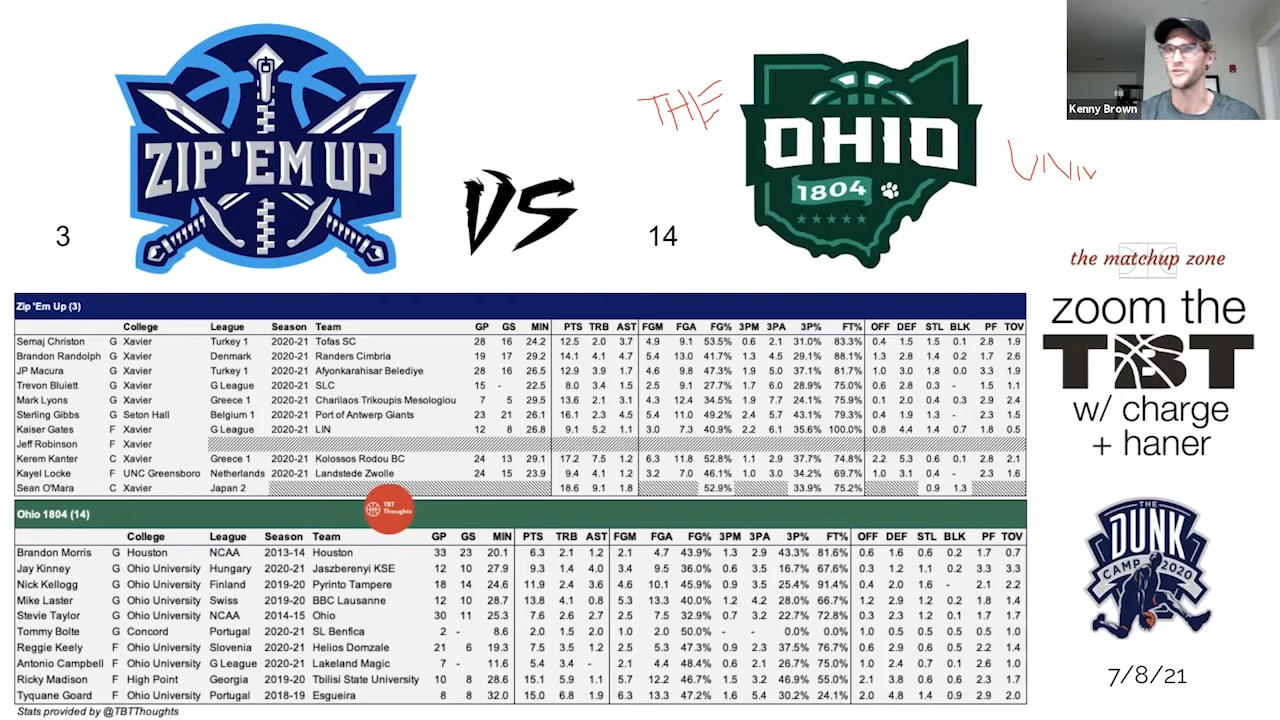 ZIP 'EM UP
3
VS
THE
OHIO
1804
UNIV
14
Kenny Brown
the matchup zone
zoom the
TBT
w/ charge
+ haner
THE
DUNK
CAMP 2020
7/8/21
Zip 'Em Up (3)
College League Season Team GP GS MIN PTS TRB AST FGM FGA FG% 3PM 3PA 3P% FT% OFF DEF STL BLK PF TOV
Semaj Christon G Xavier Turkey 1 2020-21 Tofas SC 28 16 24.2 12.5 2.0 3.7 4.9 9.1 53.5% 0.6 2.1 31.0% 83.3% 0.4 1.5 1.5 0.1 2.8 1.9
Brandon Randolph G Xavier Denmark 2020-21 Randers Cimbria 19 17 29.2 14.1 4.1 4.7 5.4 13.0 41.7% 1.3 4.5 29.1% 88.1% 1.3 2.8 1.4 0.2 1.7 2.6
JP Macura G Xavier Turkey 1 2020-21 Afyonkarahisar Belediye 28 16 26.5 12.9 3.9 1.7 4.6 9.8 47.3% 1.9 5.0 37.1% 81.7% 1.0 3.0 1.8 0.0 3.3 1.9
Trevon Bluiett G Xavier G League 2020-21 SLC 15 - 22.5 8.0 3.4 1.5 2.5 9.1 27.7% 1.7 6.0 28.9% 75.0% 0.6 2.8 0.3 - 1.5 1.1
Mark Lyons G Xavier Greece 1 2020-21 Charilaos Trikoupis Mesologiou 7 5 29.5 13.6 2.1 3.1 4.3 12.4 34.5% 1.9 7.7 24.1% 75.9% 0.1 2.0 0.4 0.3 2.9 2.4
Sterling Gibbs G Seton Hall Belgium 1 2020-21 Port of Antwerp Giants 23 21 26.1 16.1 2.3 4.5 5.4 11.0 49.2% 2.4 5.7 43.1% 79.3% 0.4 1.9 1.3 - 2.3 1.5
Kaiser Gates F Xavier G League 2020-21 LIN 12 8 26.8 9.1 5.2 1.1 3.0 7.3 40.9% 2.2 6.1 35.6% 100.0% 0.8 4.4 1.4 0.7 1.8 0.5
Jeff Robinson F Xavier
Kerem Kanter C Xavier Greece 1 2020-21 Kolossos Rodou BC 24 13 29.1 17.2 7.5 1.2 6.3 11.8 52.8% 1.1 2.9 37.7% 74.8% 2.2 5.3 0.6 0.1 2.8 2.1
Kayel Locke F UNC Greensboro Netherlands 2020-21 Landstede Zwolle 24 15 23.9 9.4 4.1 1.2 3.2 7.0 46.1% 1.0 3.0 34.2% 69.7% 1.0 3.1 0.4 - 2.3 1.6
Sean O'Mara C Xavier Japan 2 18.6 9.1 1.8 52.9% 33.9% 75.2% 0.9 1.3
TBT
Thoughts
Ohio 1804 (14)
College League Season Team GP GS MIN PTS TRB AST FGM FGA FG% 3PM 3PA 3P% FT% OFF DEF STL BLK PF TOV
Brandon Morris G Houston NCAA 2013-14 Houston 33 23 20.1 6.3 2.1 1.2 2.1 4.7 43.9% 1.3 2.9 43.3% 81.6% 0.6 1.6 0.6 0.2 1.7 0.7
Jay Kinney G Ohio University Hungary 2020-21 Jaszberenyi KSE 12 10 27.9 9.3 1.4 4.0 3.4 9.5 36.0% 0.6 3.5 16.7% 67.6% 0.3 1.2 1.1 0.2 3.3 3.3
Nick Kellogg G Ohio University Finland 2019-20 Pyrinto Tampere 18 14 24.6 11.9 2.4 3.6 4.6 10.1 45.9% 0.9 3.5 25.4% 91.4% 0.4 2.0 1.6 - 2.1 2.2
Mike Laster G Ohio University Swiss 2019-20 BBC Lausanne 12 10 28.7 13.8 4.1 0.8 5.3 13.3 40.0% 1.2 4.2 28.0% 66.7% 1.2 2.9 1.2 0.2 1.8 1.4
Stevie Taylor G Ohio University NCAA 2014-15 Ohio 30 11 25.3 7.6 2.6 2.7 2.5 7.5 32.9% 0.7 3.2 22.7% 72.8% 0.3 2.3 1.2 0.1 1.7 1.7
Tommy Bolte G Concord Portugal 2020-21 SL Benfica 2 - 8.6 2.0 1.5 2.0 1.0 2.0 50.0% - - 0.0% 0.0% 1.0 0.5 0.5 0.5 0.5 1.0
Reggie Keely F Ohio University Slovenia 2020-21 Helios Domzale 21 6 19.3 7.5 3.5 1.2 2.5 5.3 47.3% 0.9 2.3 37.5% 76.7% 0.6 2.9 0.6 0.5 2.2 1.4
Antonio Campbell F Ohio University G League 2020-21 Lakeland Magic 7 - 11.6 5.4 3.4 - 2.1 4.4 48.4% 0.6 2.1 26.7% 75.0% 1.0 2.4 0.7 0.1 2.6 1.0
Ricky Madison F High Point Georgia 2019-20 Tbilisi State University 10 8 28.6 15.1 5.9 1.1 5.7 12.2 46.7% 1.5 3.2 46.9% 55.0% 2.1 3.8 0.6 0.6 2.3 1.7
Tyquane Goard F Ohio University Portugal 2018-19 Esgueira 8 8 32.0 15.0 6.8 1.9 6.3 13.3 47.2% 1.6 5.4 30.2% 24.1% 2.0 4.8 1.4 0.9 2.9 2.0
Stats provided by @TBTThoughts